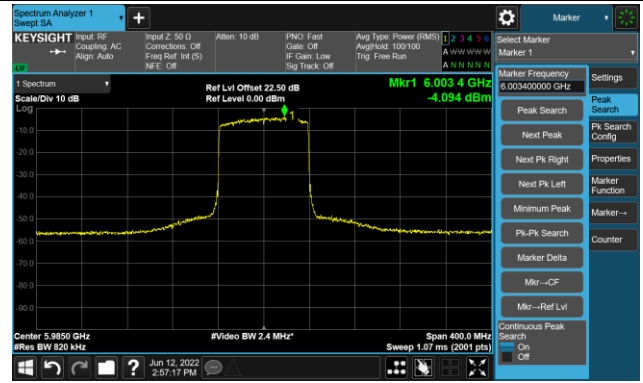 Spectrum Analyzer 1
Swept SA
+
Marker
KEYSIGHT
Input: RF
Coupling: AC
Align: Auto
Input Z: 50 Ω
Corrections: Off
Freq Ref: Int (S)
NFE: Off
Atten: 10 dB
PNO: Fast
Gate: Off
IF Gain: Low
Sig Track: Off
Avg Type: Power (RMS)
Avg|Hold: 100/100
Trig: Free Run
1 2 3 4 5 6
A W W W W W
A N N N N N
LU
Select Marker
Marker 1
1 Spectrum
Scale/Div 10 dB
Ref Lvl Offset 22.50 dB
Ref Level 0.00 dBm
Mkr1 6.003 4 GHz
-4.094 dBm
Log
1
-10.0
-20.0
-30.0
-40.0
-50.0
-60.0
-70.0
-80.0
-90.0
Center 5.9850 GHz
#Res BW 820 kHz
#Video BW 2.4 MHz*
Span 400.0 MHz
Sweep 1.07 ms (2001 pts)
Marker Frequency
6.003400000 GHz
Peak Search
Next Peak
Next Pk Right
Next Pk Left
Minimum Peak
Pk-Pk Search
Marker Delta
Mkr→CF
Mkr→Ref Lvl
Continuous Peak
Search
On
Off
Settings
Peak
Search
Pk Search
Config
Properties
Marker
Function
Marker→
Counter
?
Jun 12, 2022
2:57:17 PM